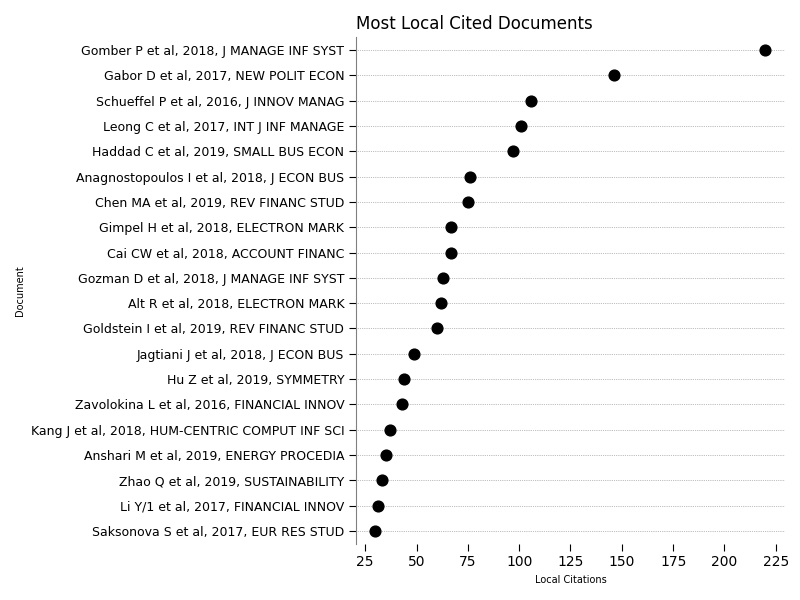 Most Local Cited Documents
Gomber P et al, 2018, J MANAGE INF SYST
Gabor D et al, 2017, NEW POLIT ECON
Schueffel P et al, 2016, J INNOV MANAG
Leong C et al, 2017, INT J INF MANAGE
Haddad C et al, 2019, SMALL BUS ECON
Anagnostopoulos I et al, 2018, J ECON BUS
Chen MA et al, 2019, REV FINANC STUD
Gimpel H et al, 2018, ELECTRON MARK
Cai CW et al, 2018, ACCOUNT FINANC
Gozman D et al, 2018, J MANAGE INF SYST
Alt R et al, 2018, ELECTRON MARK
Goldstein I et al, 2019, REV FINANC STUD
Jagtiani J et al, 2018, J ECON BUS
Hu Z et al, 2019, SYMMETRY
Zavolokina L et al, 2016, FINANCIAL INNOV
Kang J et al, 2018, HUM-CENTRIC COMPUT INF SCI
Anshari M et al, 2019, ENERGY PROCEDIA
Zhao Q et al, 2019, SUSTAINABILITY
Li Y/1 et al, 2017, FINANCIAL INNOV
Saksonova S et al, 2017, EUR RES STUD
Document
25 50 75 100 125 150 175 200 225
Local Citations